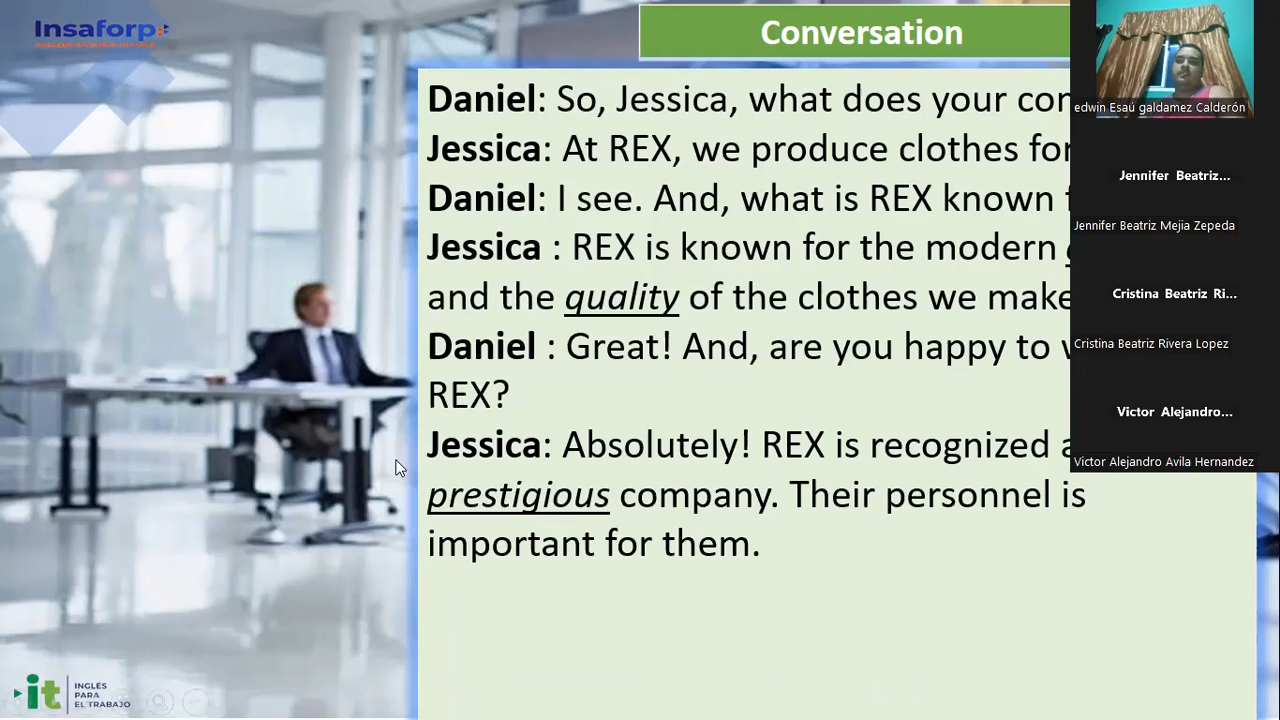 Insaforp
Conversation
Daniel: So, Jessica, what does your
Jessica: At REX, we produce clothes for
Daniel: I see. And, what is REX known
Jessica : REX is known for the modern
and the quality of the clothes we make
Daniel : Great! And, are you happy to
REX?
Jessica: Absolutely! REX is recognized
prestigious company. Their personnel is
important for them.
edwin Esaú galdamez Calderón
Jennifer Beatriz...
Jennifer Beatriz Mejia Zepeda
Cristina Beatriz Ri...
Cristina Beatriz Rivera Lopez
Victor Alejandro...
Victor Alejandro Avila Hernandez
it
INGLÉS
PARA
EL TRABAJO